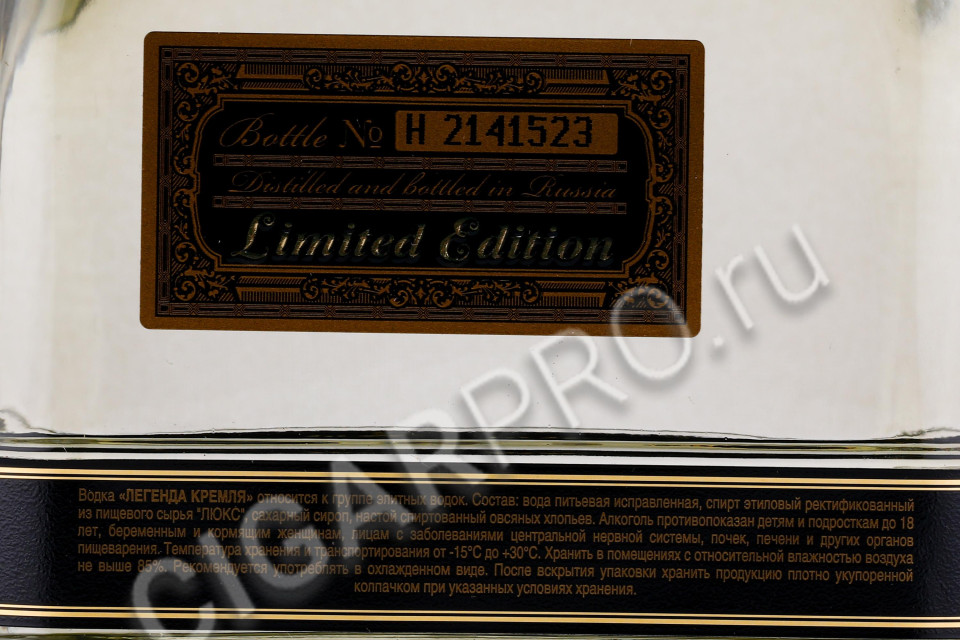 Bottle № H 2141523
Distilled and bottled in Russia
Limited Edition
CIGARPRO.ru
Водка «ЛЕГЕНДА КРЕМЛЯ» относится к группе элитных водок. Состав: вода питьевая исправленная, спирт этиловый ректификованный
из пищевого сырья "ЛЮКС", сахарный сироп, настой спиртованный овсяных хлопьев. Алкоголь противопоказан детям и подросткам до 18
лет, беременным и кормящим женщинам, лицам с заболеваниями центральной нервной системы, почек, печени и других органов
пищеварения. Температура хранения и транспортирования от -15°С до +30°С. Хранить в помещениях с относительной влажностью воздуха
не выше 85%. Рекомендуется употреблять в охлажденном виде. После вскрытия упаковки хранить продукцию плотно укупоренной
колпачком при указанных условиях хранения.